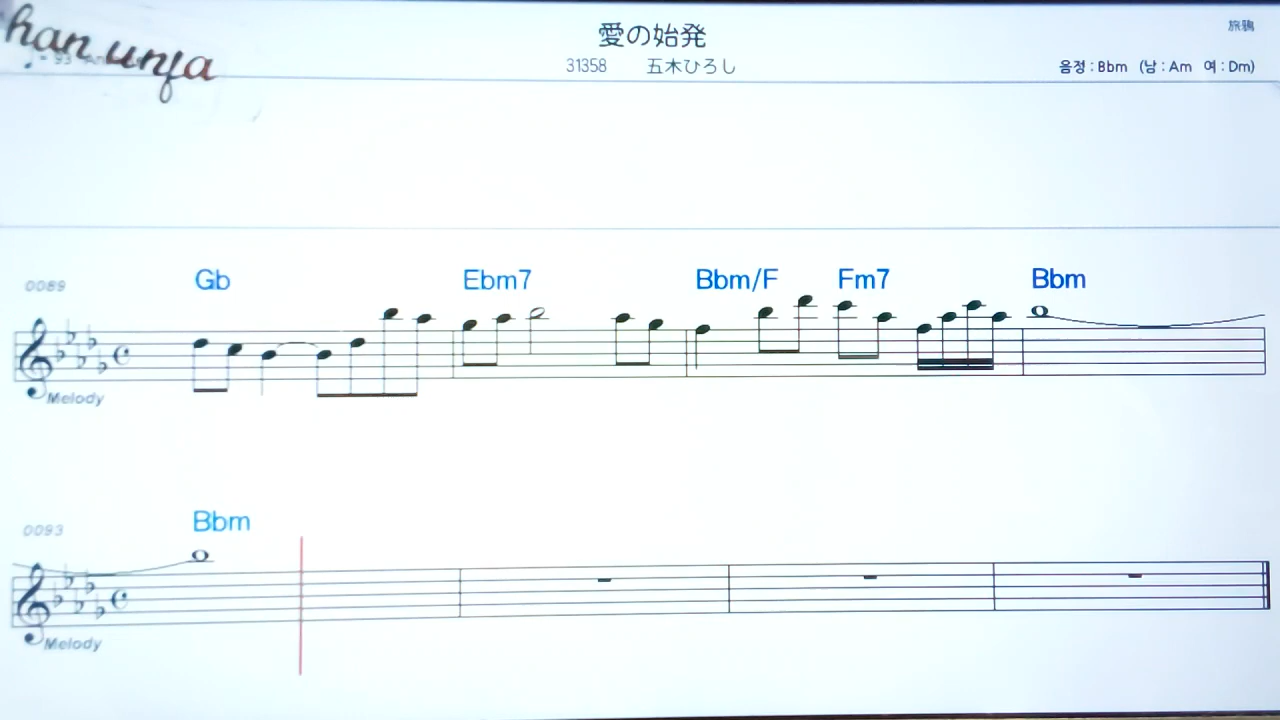 han unja
愛の始発
旅鴉
31358 五木ひろし
음정 : Bbm (남 : Am 여 : Dm)
0089
Gb Ebm7 Bbm/F Fm7 Bbm
Melody
0093
Bbm
Melody